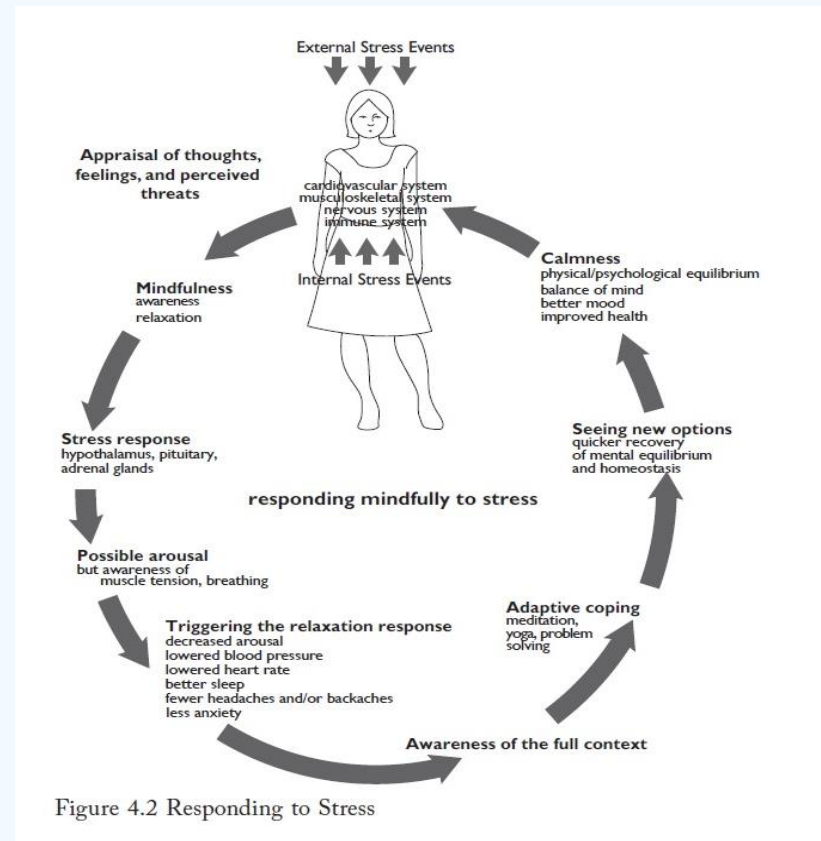 External Stress Events
Appraisal of thoughts,
feelings, and perceived
threats
cardiovascular system
musculoskeletal system
nervous system
immune system
Internal Stress Events
Mindfulness
awareness
relaxation
Stress response
hypothalamus, pituitary,
adrenal glands
Possible arousal
but awareness of
muscle tension, breathing
Triggering the relaxation response
decreased arousal
lowered blood pressure
lowered heart rate
better sleep
fewer headaches and/or backaches
less anxiety
Awareness of the full context
Adaptive coping
meditation,
yoga, problem
solving
Seeing new options
quicker recovery
of mental equilibrium
and homeostasis
Calmness
physical/psychological equilibrium
balance of mind
better mood
improved health
responding mindfully to stress
Figure 4.2 Responding to Stress